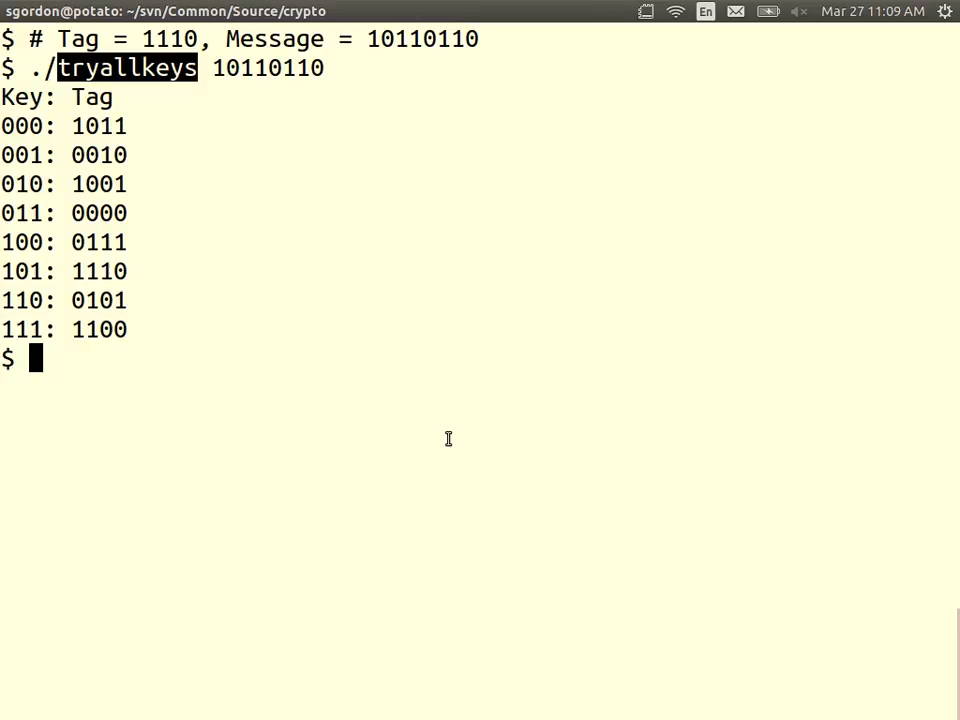 sgordon@potato: ~/svn/Common/Source/crypto
En
Mar 27 11:09 AM
$ # Tag = 1110, Message = 10110110
$ ./tryallkeys 10110110
Key: Tag
000: 1011
001: 0010
010: 1001
011: 0000
100: 0111
101: 1110
110: 0101
111: 1100
$